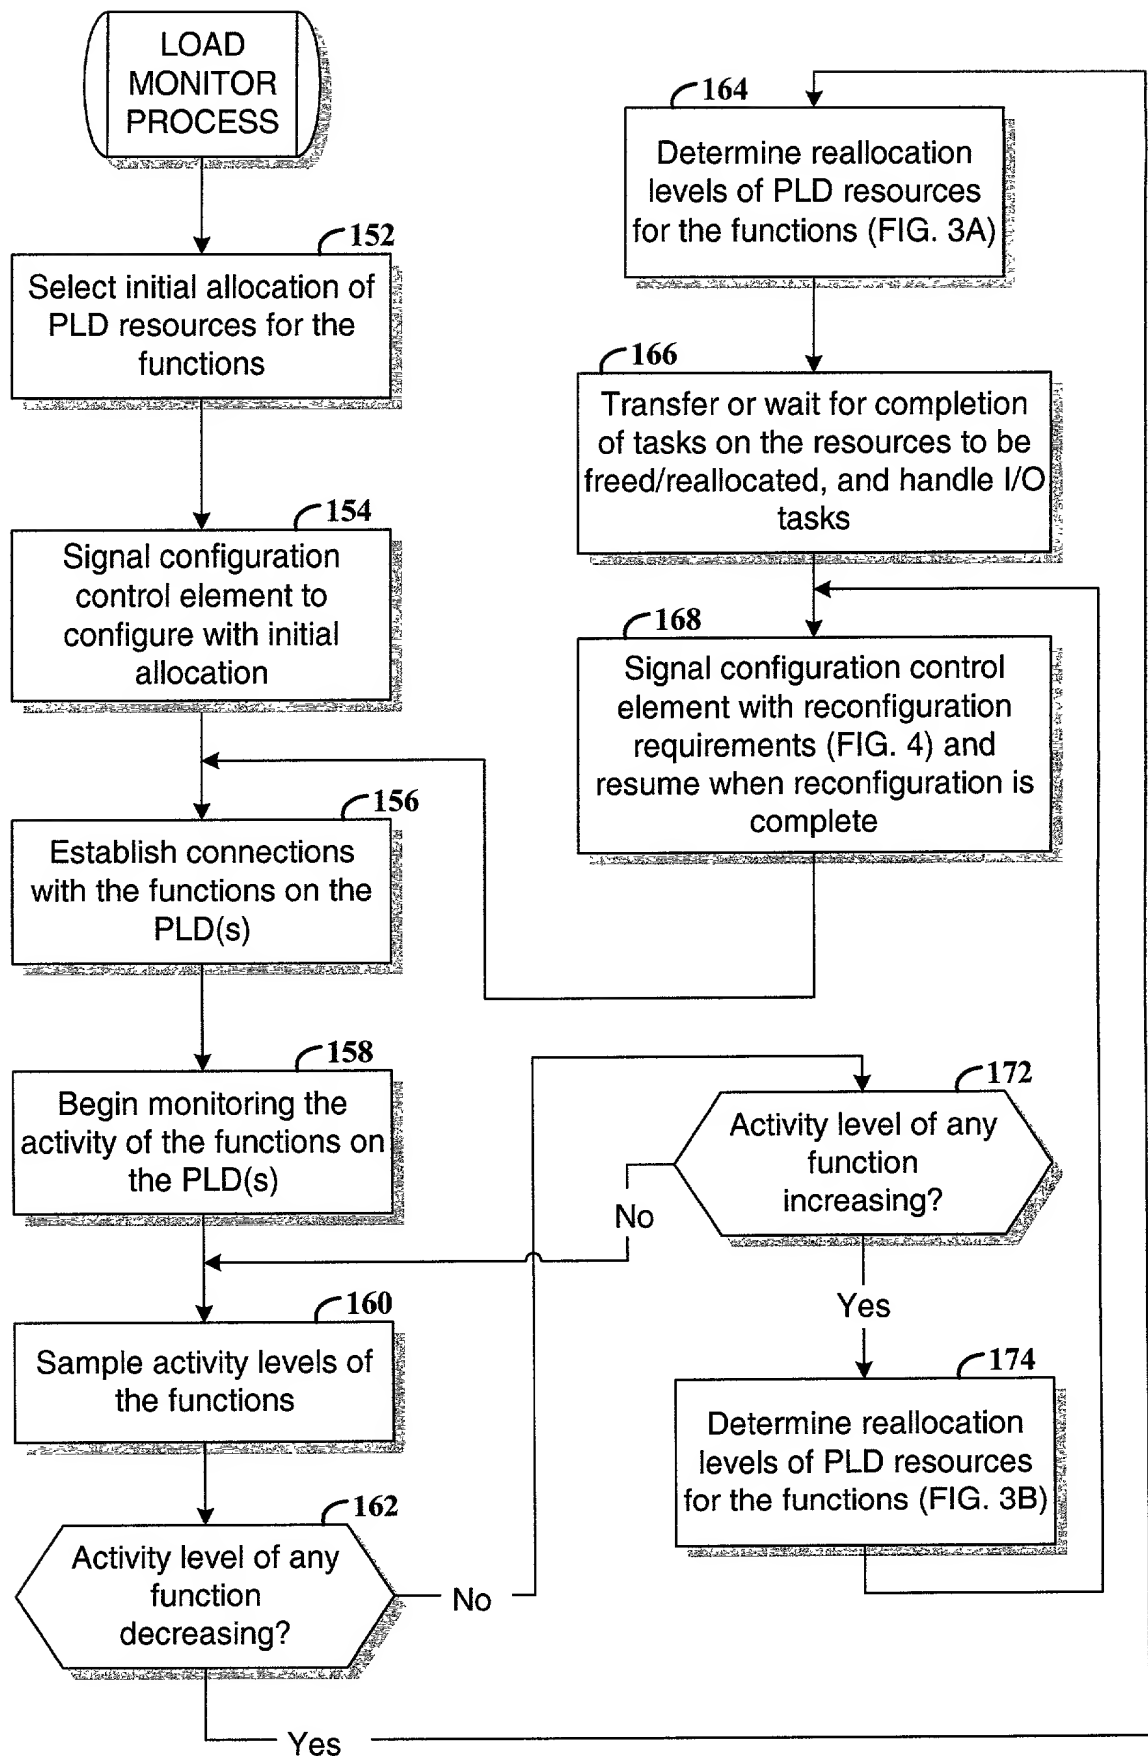 LOAD
MONITOR
PROCESS
152
Select initial allocation of
PLD resources for the
functions
154
Signal configuration
control element to
configure with initial
allocation
156
Establish connections
with the functions on the
PLD(s)
158
Begin monitoring the
activity of the functions on
the PLD(s)
160
Sample activity levels of
the functions
162
Activity level of any
function
decreasing?
No
Yes
164
Determine reallocation
levels of PLD resources
for the functions (FIG. 3A)
166
Transfer or wait for completion
of tasks on the resources to be
freed/reallocated, and handle I/O
tasks
168
Signal configuration control
element with reconfiguration
requirements (FIG. 4) and
resume when reconfiguration is
complete
172
Activity level of any
function
increasing?
No
Yes
174
Determine reallocation
levels of PLD resources
for the functions (FIG. 3B)